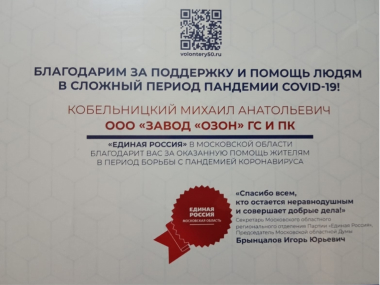 volontery50.ru
БЛАГОДАРИМ ЗА ПОДДЕРЖКУ И ПОМОЩЬ ЛЮДЯМ
В СЛОЖНЫЙ ПЕРИОД ПАНДЕМИИ COVID-19!
КОБЕЛЬНИЦКИЙ МИХАИЛ АНАТОЛЬЕВИЧ
ООО «ЗАВОД «ОЗОН» ГС И ПК
«ЕДИНАЯ РОССИЯ» В МОСКОВСКОЙ ОБЛАСТИ
БЛАГОДАРИТ ВАС ЗА ОКАЗАННУЮ ПОМОЩЬ ЖИТЕЛЯМ
В ПЕРИОД БОРЬБЫ С ПАНДЕМИЕЙ КОРОНАВИРУСА
ЕДИНАЯ
РОССИЯ
МОСКОВСКАЯ ОБЛАСТЬ
«Спасибо всем,
кто остается неравнодушным
и совершает добрые дела!»
Секретарь Московского областного
регионального отделения Партии «Единая Россия»,
Председатель Московской областной Думы
Брынцалов Игорь Юрьевич